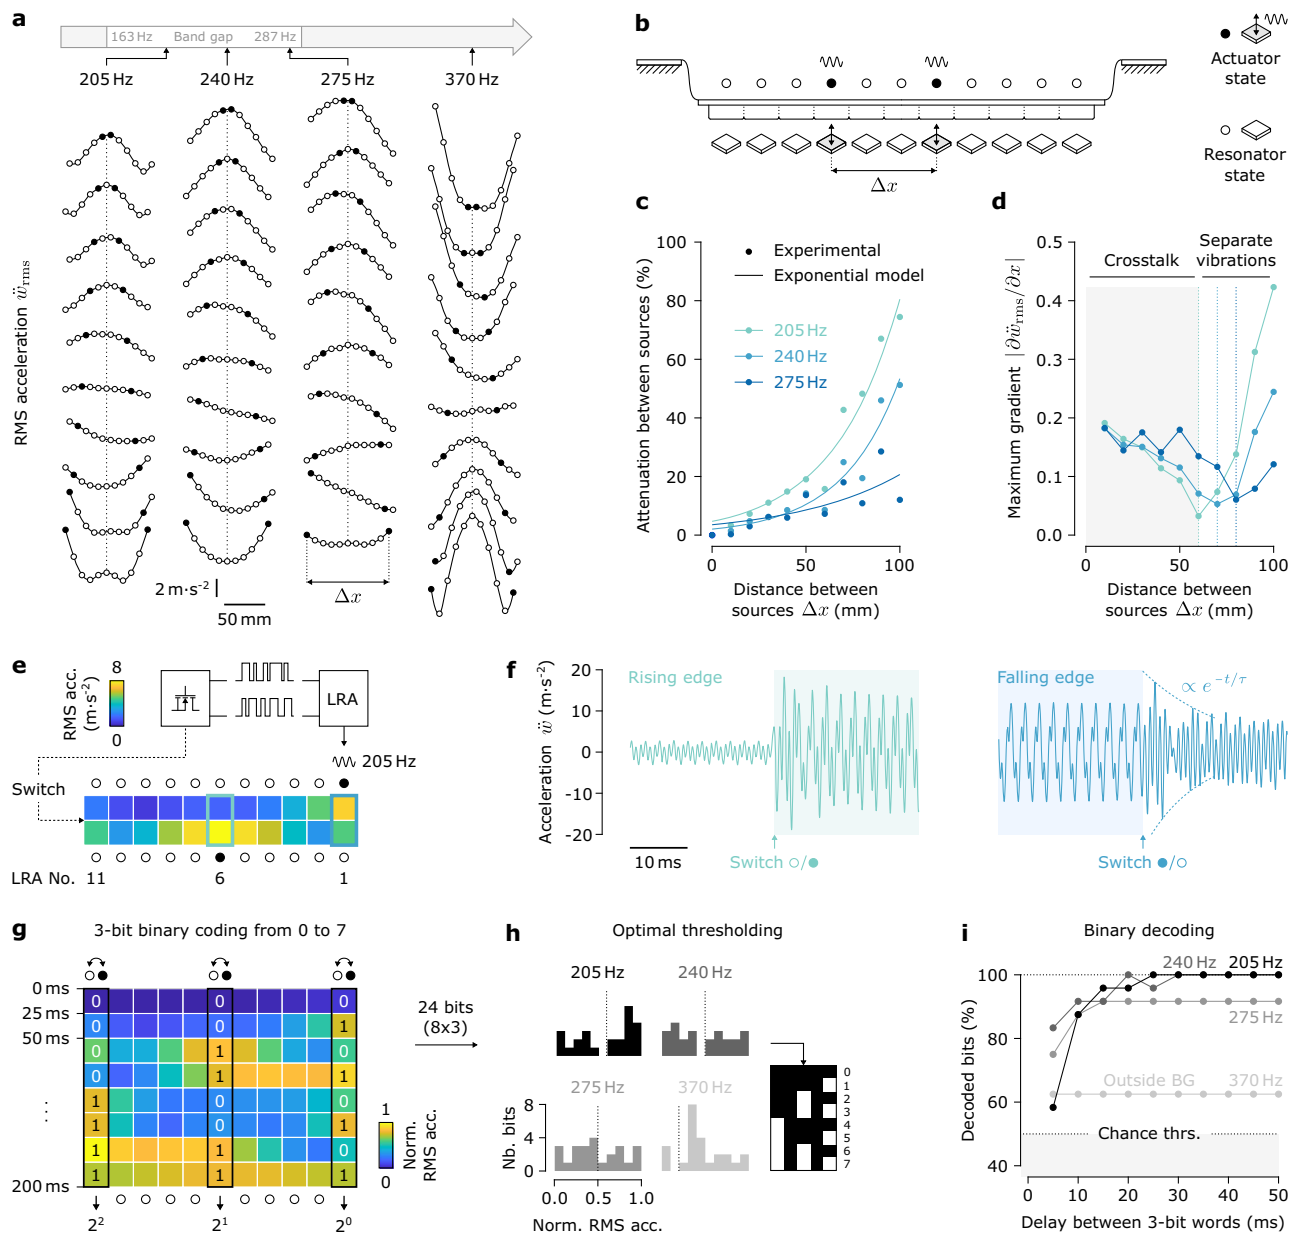 a
163 Hz Band gap 287 Hz
205 Hz 240 Hz 275 Hz 370 Hz
RMS acceleration ẅrms
2 m·s-2
50 mm
Δx
b
Δx
Actuator
state
Resonator
state
c
Attenuation between sources (%)
100
80
60
40
20
0
Experimental
Exponential model
205 Hz
240 Hz
275 Hz
0 50 100
Distance between
sources Δx (mm)
d
Maximum gradient |∂ẅrms/∂x|
0.5
0.4
0.3
0.2
0.1
0.0
Crosstalk
Separate
vibrations
0 50 100
Distance between
sources Δx (mm)
e
RMS acc.
(m·s-2)
8
0
LRA
205 Hz
Switch
LRA No. 11 6 1
f
Acceleration ẅ (m·s-2)
20
10
0
-10
-20
Rising edge
Falling edge
∝ e−t/τ
10 ms
Switch ○/●
Switch ●/○
g
3-bit binary coding from 0 to 7
0 ms
25 ms
50 ms
⋮
200 ms
0 0 0
0 0 1
0 1 0
0 1 1
1 0 0
1 0 1
1 1 0
1 1 1
22 21 20
1
0
Norm.
RMS acc.
24 bits
(8x3)
h
Optimal thresholding
205 Hz 240 Hz
275 Hz 370 Hz
Nb. bits
8
4
0
0.0 0.5 1.0
Norm. RMS acc.
0
1
2
3
4
5
6
7
i
Binary decoding
Decoded bits (%)
100
80
60
40
240 Hz 205 Hz
275 Hz
Outside BG 370 Hz
Chance thrs.
0 10 20 30 40 50
Delay between 3-bit words (ms)